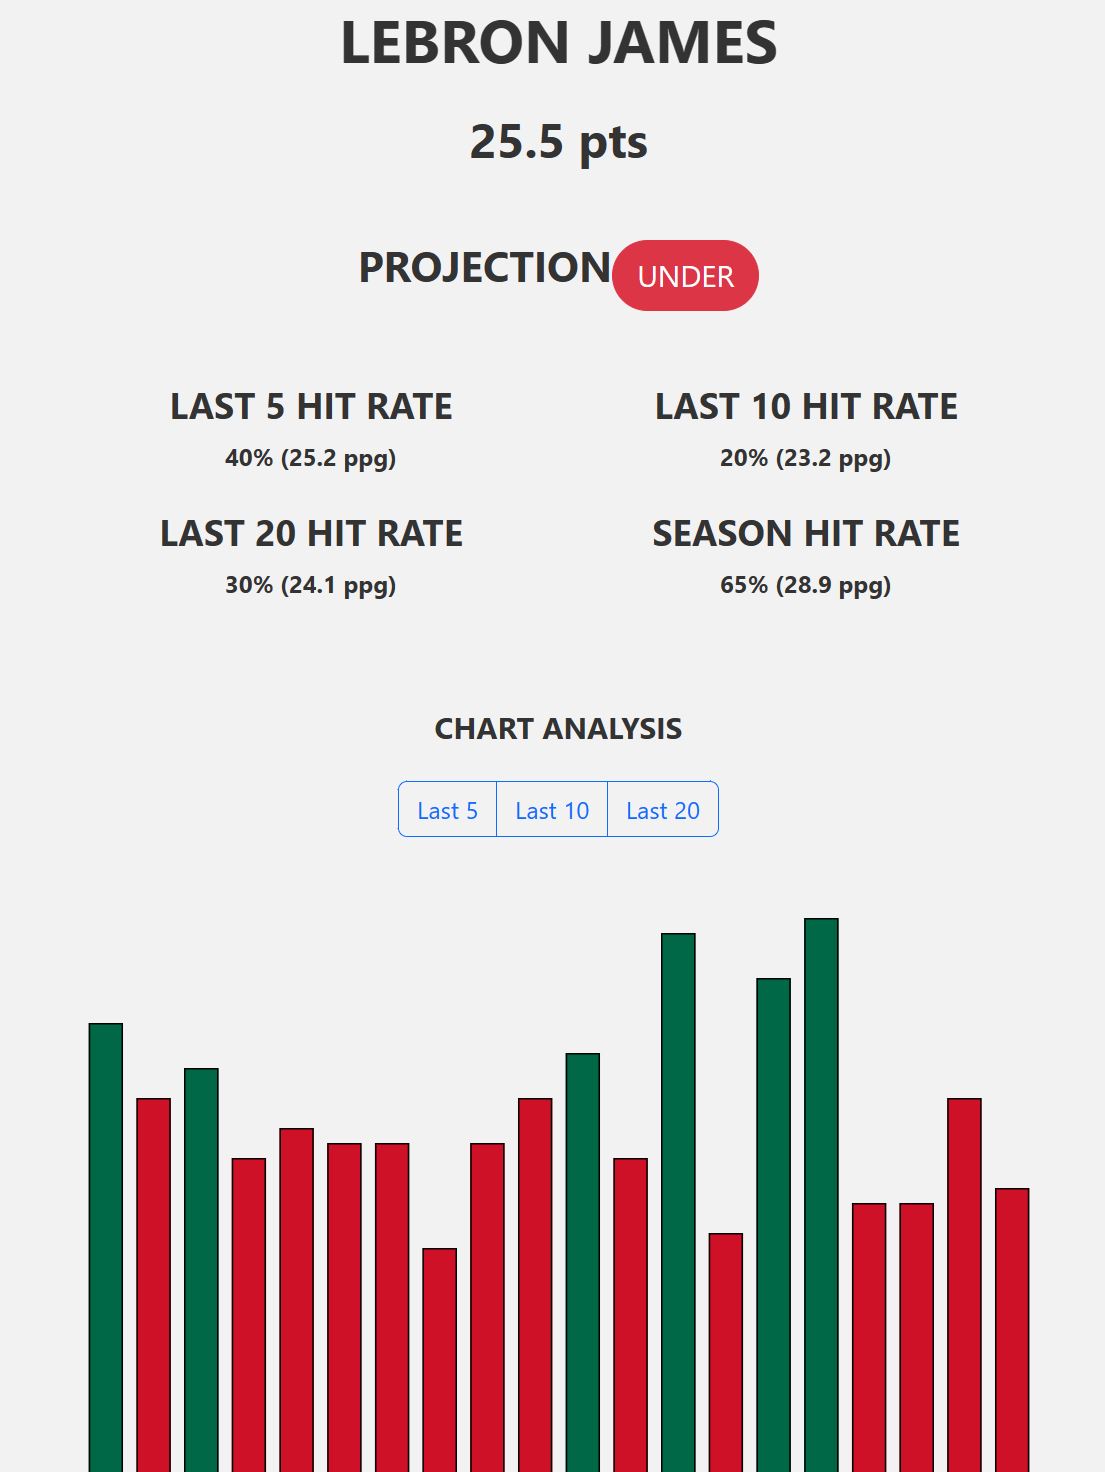 LEBRON JAMES
25.5 pts
PROJECTION UNDER
LAST 5 HIT RATE
40% (25.2 ppg)
LAST 10 HIT RATE
20% (23.2 ppg)
LAST 20 HIT RATE
30% (24.1 ppg)
SEASON HIT RATE
65% (28.9 ppg)
CHART ANALYSIS
Last 5 Last 10 Last 20